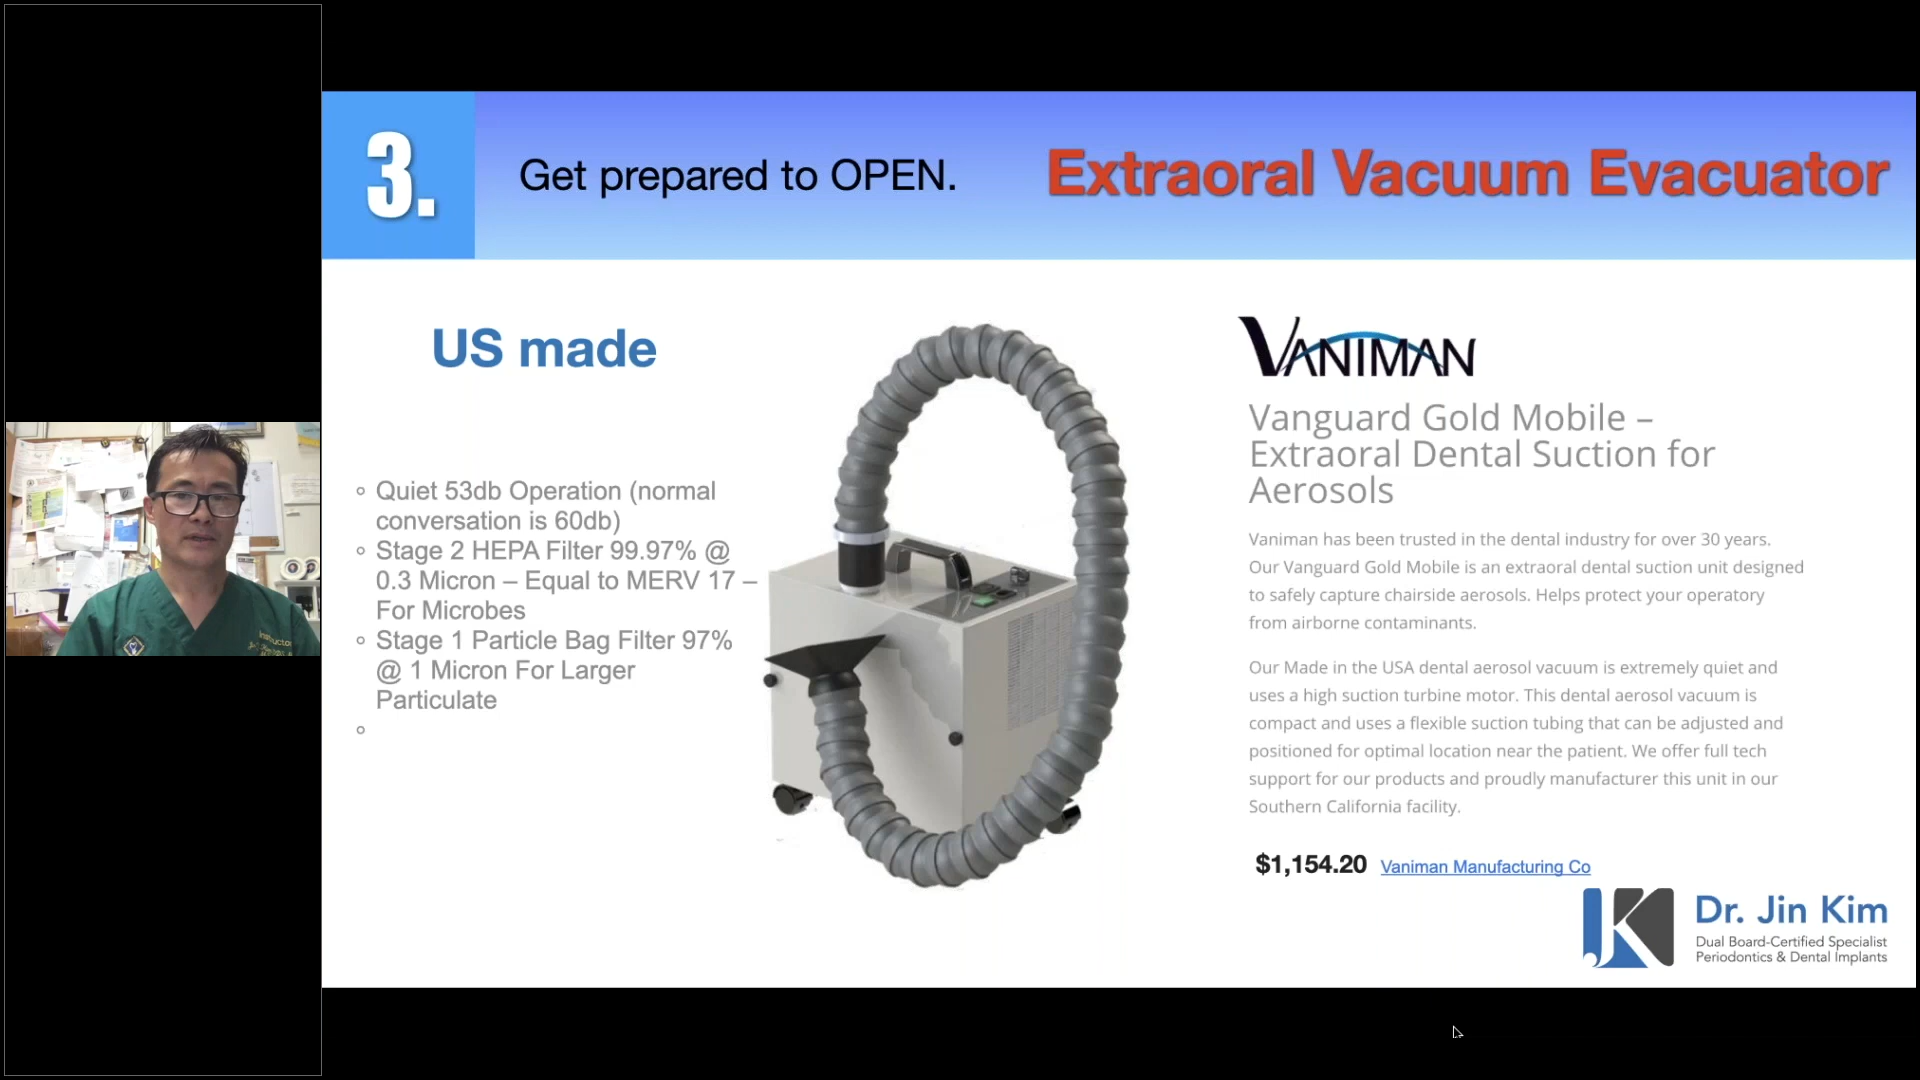 3.
Get prepared to OPEN.
Extraoral Vacuum Evacuator
US made
Quiet 53db Operation (normal
conversation is 60db)
Stage 2 HEPA Filter 99.97% @
0.3 Micron – Equal to MERV 17 –
For Microbes
Stage 1 Particle Bag Filter 97%
@ 1 Micron For Larger
Particulate
VANIMAN
Vanguard Gold Mobile –
Extraoral Dental Suction for
Aerosols
Vaniman has been trusted in the dental industry for over 30 years.
Our Vanguard Gold Mobile is an extraoral dental suction unit designed
to safely capture chairside aerosols. Helps protect your operatory
from airborne contaminants.
Our Made in the USA dental aerosol vacuum is extremely quiet and
uses a high suction turbine motor. This dental aerosol vacuum is
compact and uses a flexible suction tubing that can be adjusted and
positioned for optimal location near the patient. We offer full tech
support for our products and proudly manufacturer this unit in our
Southern California facility.
$1,154.20 Vaniman Manufacturing Co
JK
Dr. Jin Kim
Dual Board-Certified Specialist
Periodontics & Dental Implants